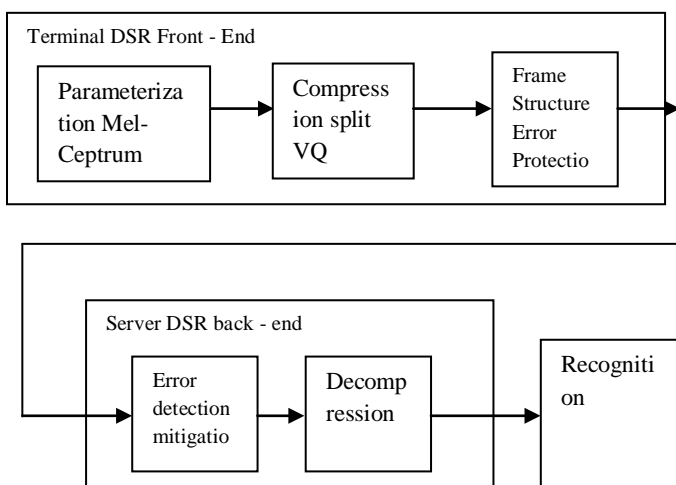 Terminal DSR Front - End
Parameteriza
tion Mel-
Ceptrum
Compress
ion split
VQ
Frame
Structure
Error
Protectio
Server DSR back - end
Error
detection
mitigatio
Decomp
ression
Recogniti
on